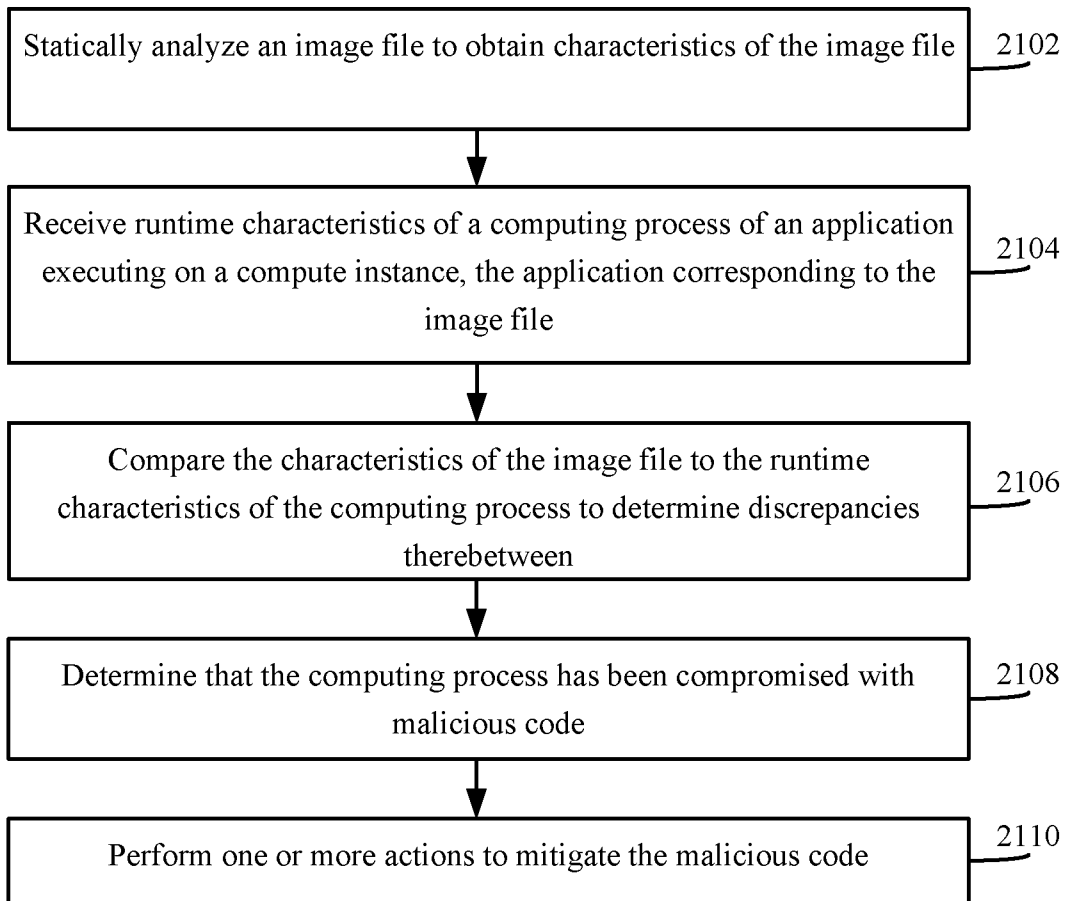 Statically analyze an image file to obtain characteristics of the image file
2102
Receive runtime characteristics of a computing process of an application
executing on a compute instance, the application corresponding to the
image file
2104
Compare the characteristics of the image file to the runtime
characteristics of the computing process to determine discrepancies
therebetween
2106
Determine that the computing process has been compromised with
malicious code
2108
Perform one or more actions to mitigate the malicious code
2110